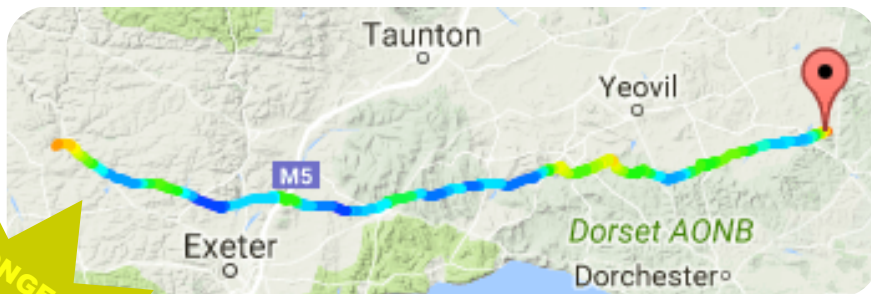 Taunton
Yeovil
M5
Dorset AONB
Exeter
Dorchester